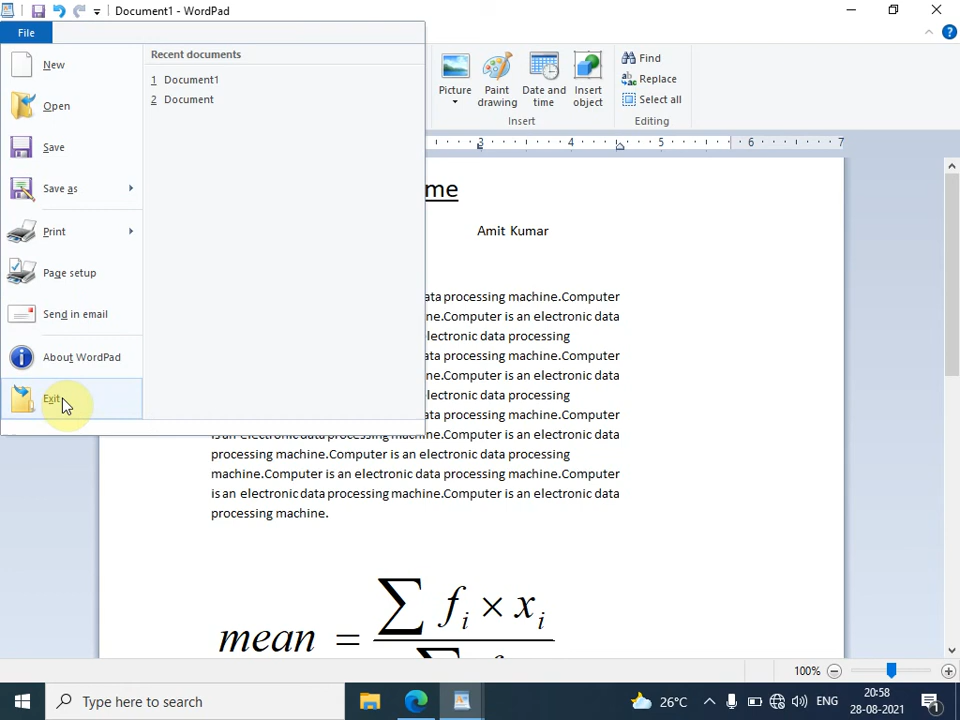 Document1 - WordPad
File
New
Open
Save
Save as
Print
Page setup
Send in email
About WordPad
Exit
Recent documents
1 Document1
2 Document
Picture
Paint drawing
Date and time
Insert object
Insert
Find
Replace
Select all
Editing
3 4 5 6 7
me
Amit Kumar
ata processing machine.Computer
ne.Computer is an electronic data
lectronic data processing
ata processing machine.Computer
ne.Computer is an electronic data
lectronic data processing
ata processing machine.Computer
is an electronic data processing machine.Computer is an electronic data
processing machine.Computer is an electronic data processing
machine.Computer is an electronic data processing machine.Computer
is an electronic data processing machine.Computer is an electronic data
processing machine.
mean = ∑ fi × xi
100%
Type here to search
26°C
ENG
20:58
28-08-2021
1